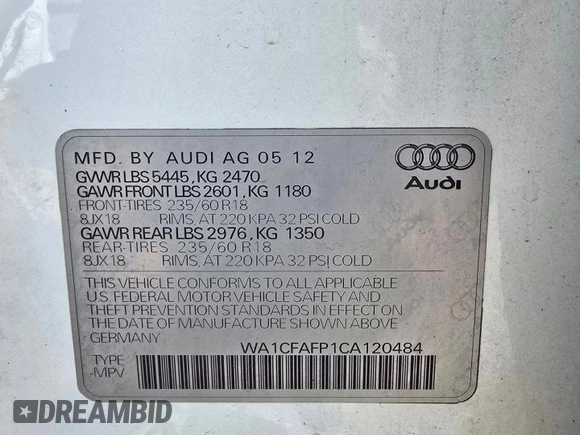 MFD. BY AUDI AG 05 12
GVWR LBS 5445, KG 2470
GAWR FRONT LBS 2601, KG 1180
FRONT-TIRES 235/60 R18
8JX18 RIMS, AT 220 KPA 32 PSI COLD
GAWR REAR LBS 2976, KG 1350
REAR-TIRES 235/60 R18
8JX18 RIMS, AT 220 KPA 32 PSI COLD
Audi
THIS VEHICLE CONFORMS TO ALL APPLICABLE
U.S. FEDERAL MOTOR VEHICLE SAFETY AND
THEFT PREVENTION STANDARDS IN EFFECT ON
THE DATE OF MANUFACTURE SHOWN ABOVE.
GERMANY WA1CFAFP1CA120484
TYPE
MPV
DREAMBID